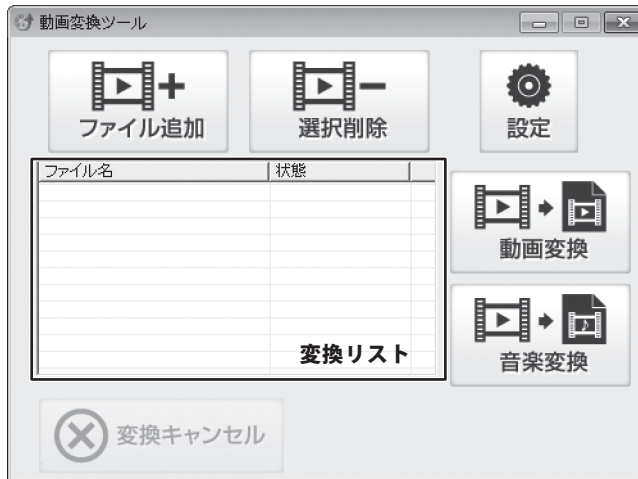 動画変換ツール
ファイル追加
選択削除
設定
ファイル名
状態
動画変換
変換リスト
音楽変換
変換キャンセル